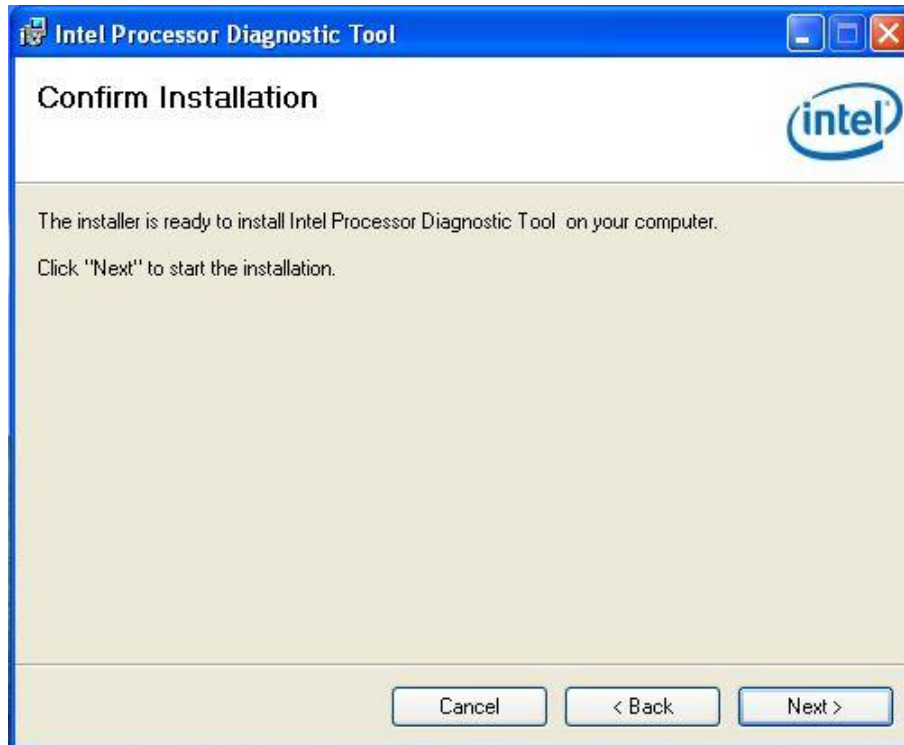 Intel Processor Diagnostic Tool
Confirm Installation
intel
The installer is ready to install Intel Processor Diagnostic Tool  on your computer.
Click "Next" to start the installation.
Cancel
< Back
Next >